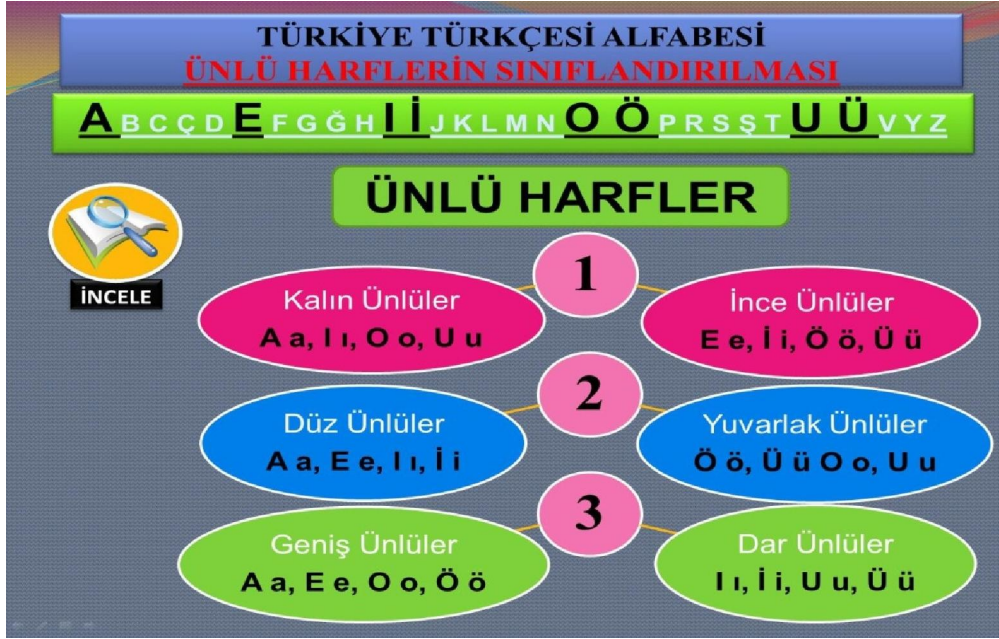 TÜRKİYE TÜRKÇESİ ALFABESİ
ÜNLÜ HARFLERİN SINIFLANDIRILMASI
A B C Ç D E F G Ğ H I İ J K L M N O Ö P R S Ş T U Ü V Y Z
ÜNLÜ HARFLER
İNCELE
1
Kalın Ünlüler
A a, I ı, O o, U u
İnce Ünlüler
E e, İ i, Ö ö, Ü ü
2
Düz Ünlüler
A a, E e, I ı, İ i
Yuvarlak Ünlüler
Ö ö, Ü ü O o, U u
3
Geniş Ünlüler
A a, E e, O o, Ö ö
Dar Ünlüler
I ı, İ i, U u, Ü ü